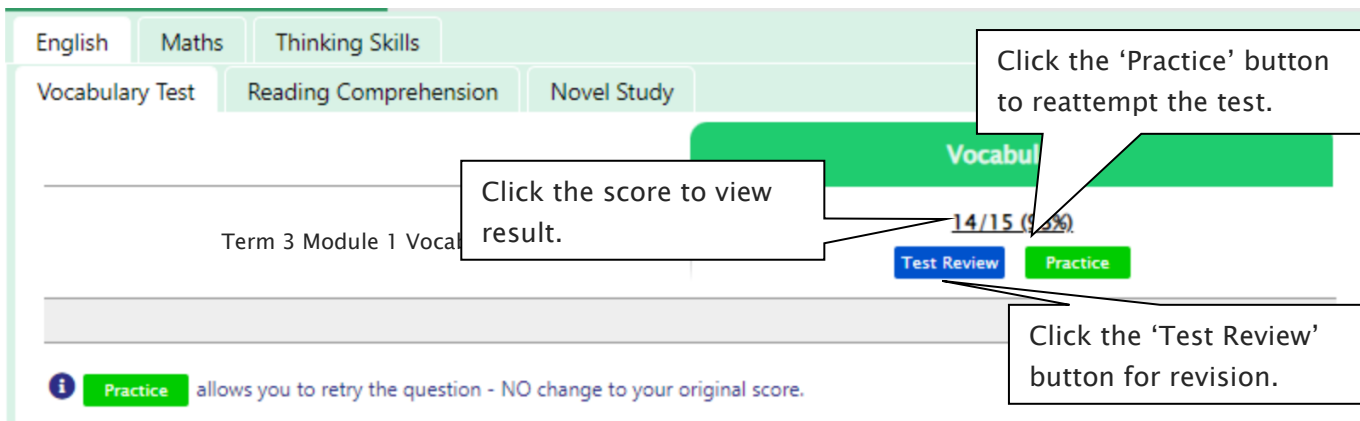 English Maths Thinking Skills
Vocabulary Test Reading Comprehension Novel Study
Click the ‘Practice’ button
to reattempt the test.
Click the score to view
result.
Term 3 Module 1
14/15
Test Review Practice
Click the ‘Test Review’
button for revision.
Practice allows you to retry the question - NO change to your original score.